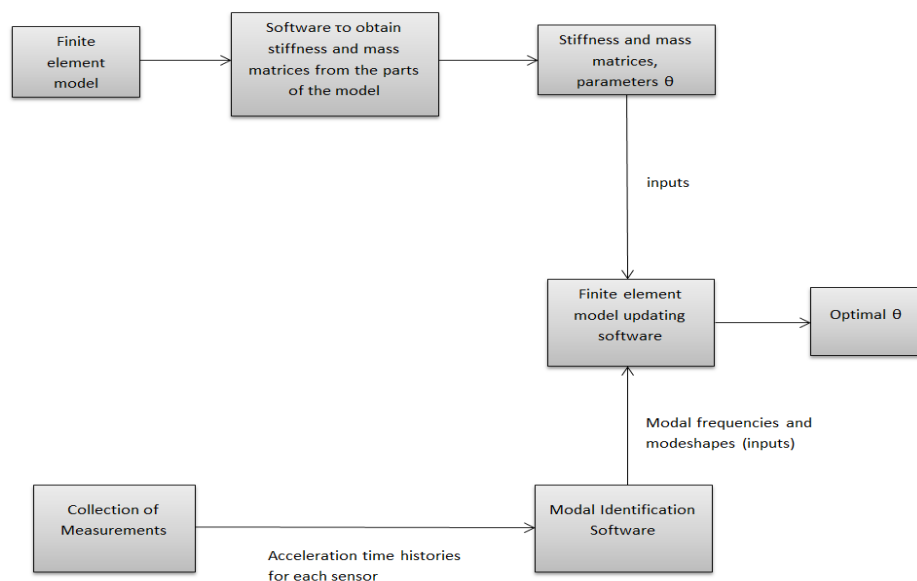 Finite
element
model
Software το obtain
stiffness and mass
matrices from the parts
of the model
Stiffness and mass
matrices,
parameters θ
inputs
Finite element
model updating
software
Optimal θ
Modal frequencies and
modeshapes (inputs)
Collection of
Measurements
Acceleration time histories
for each sensor
Modal Identification
Software